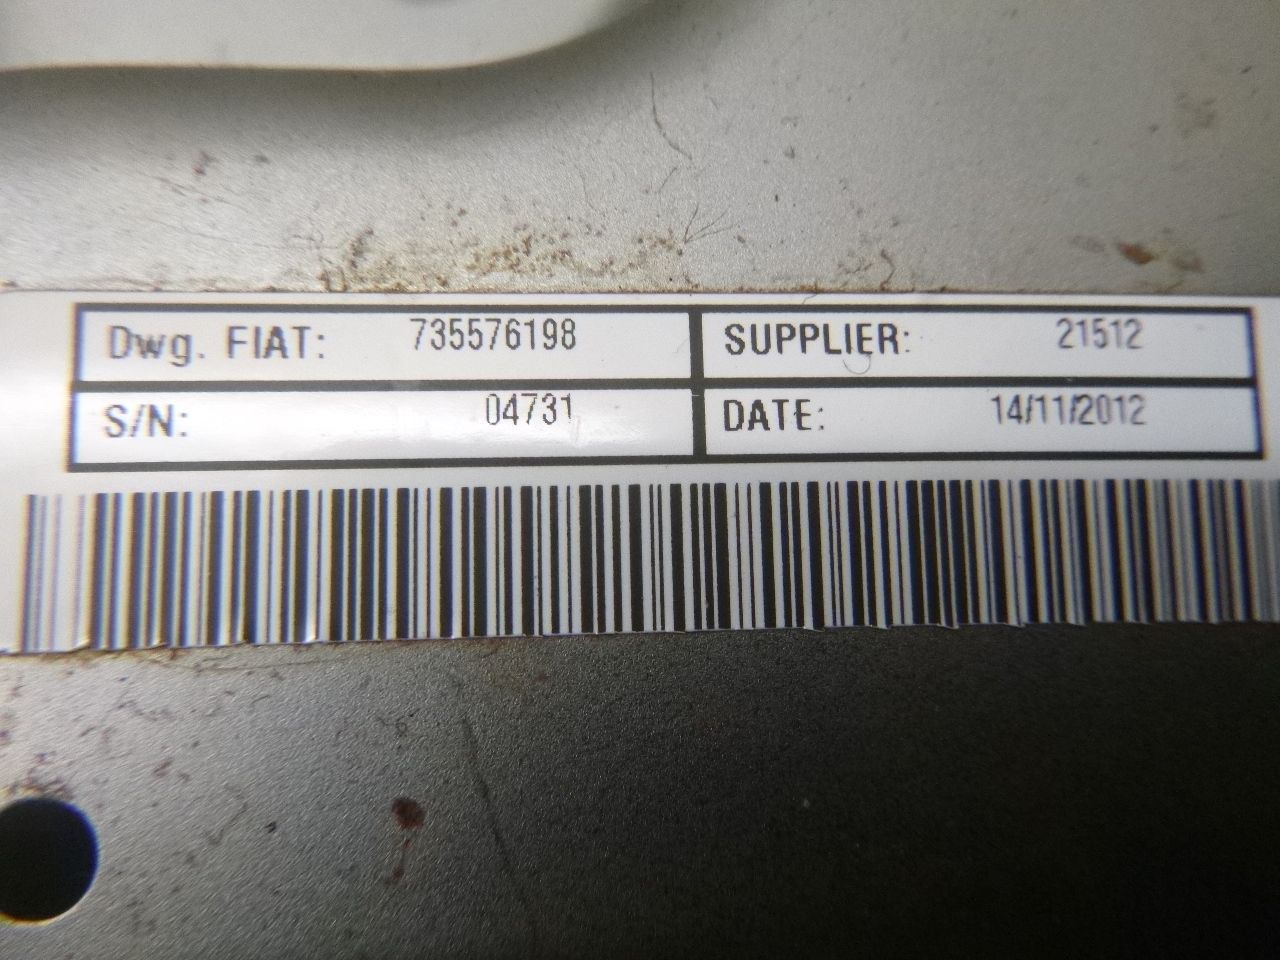 Dwg. FIAT: 735576198 SUPPLIER: 21512
S/N: 04731 DATE: 14/11/2012